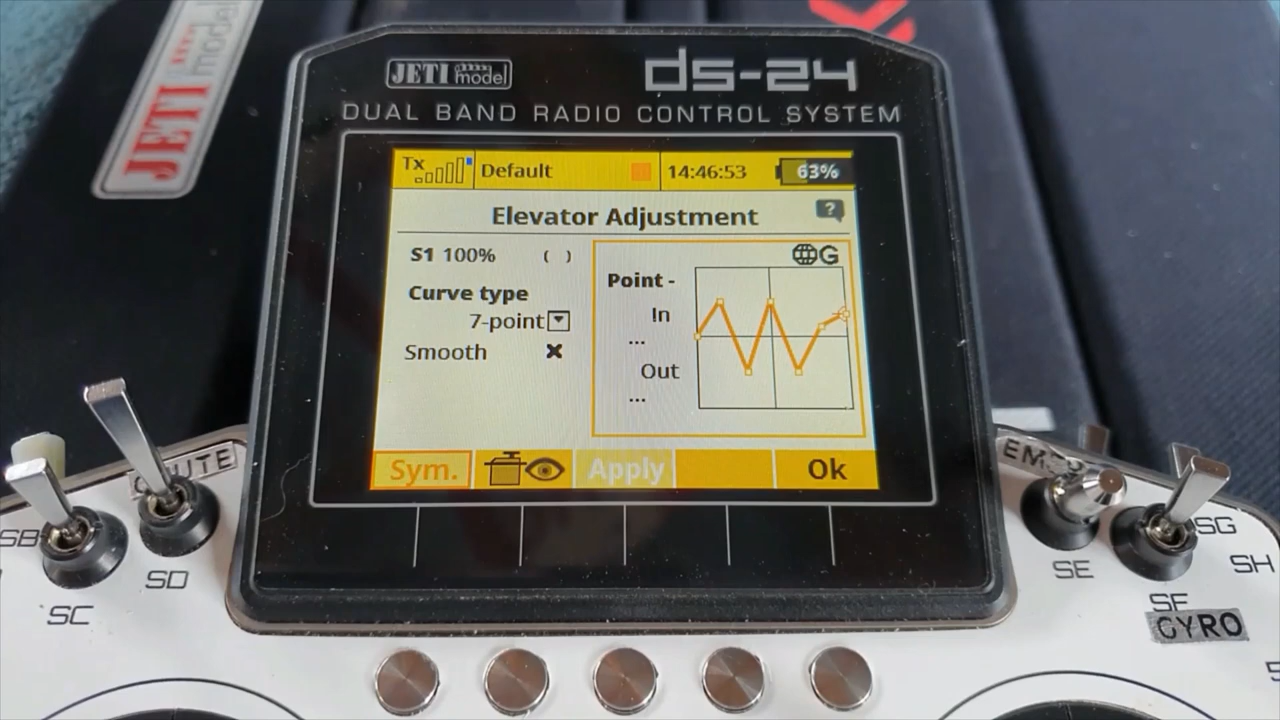 JETI model
JETI model
ds-24
DUAL BAND RADIO CONTROL SYSTEM
Tx Default 14:46:53 63%
Elevator Adjustment ?
S1 100% ( )
G
Curve type
7-point
Smooth
Point -
In
...
Out
...
Sym. Apply Ok
SB
SD
SC
SE
SG
SH
SF
GYRO